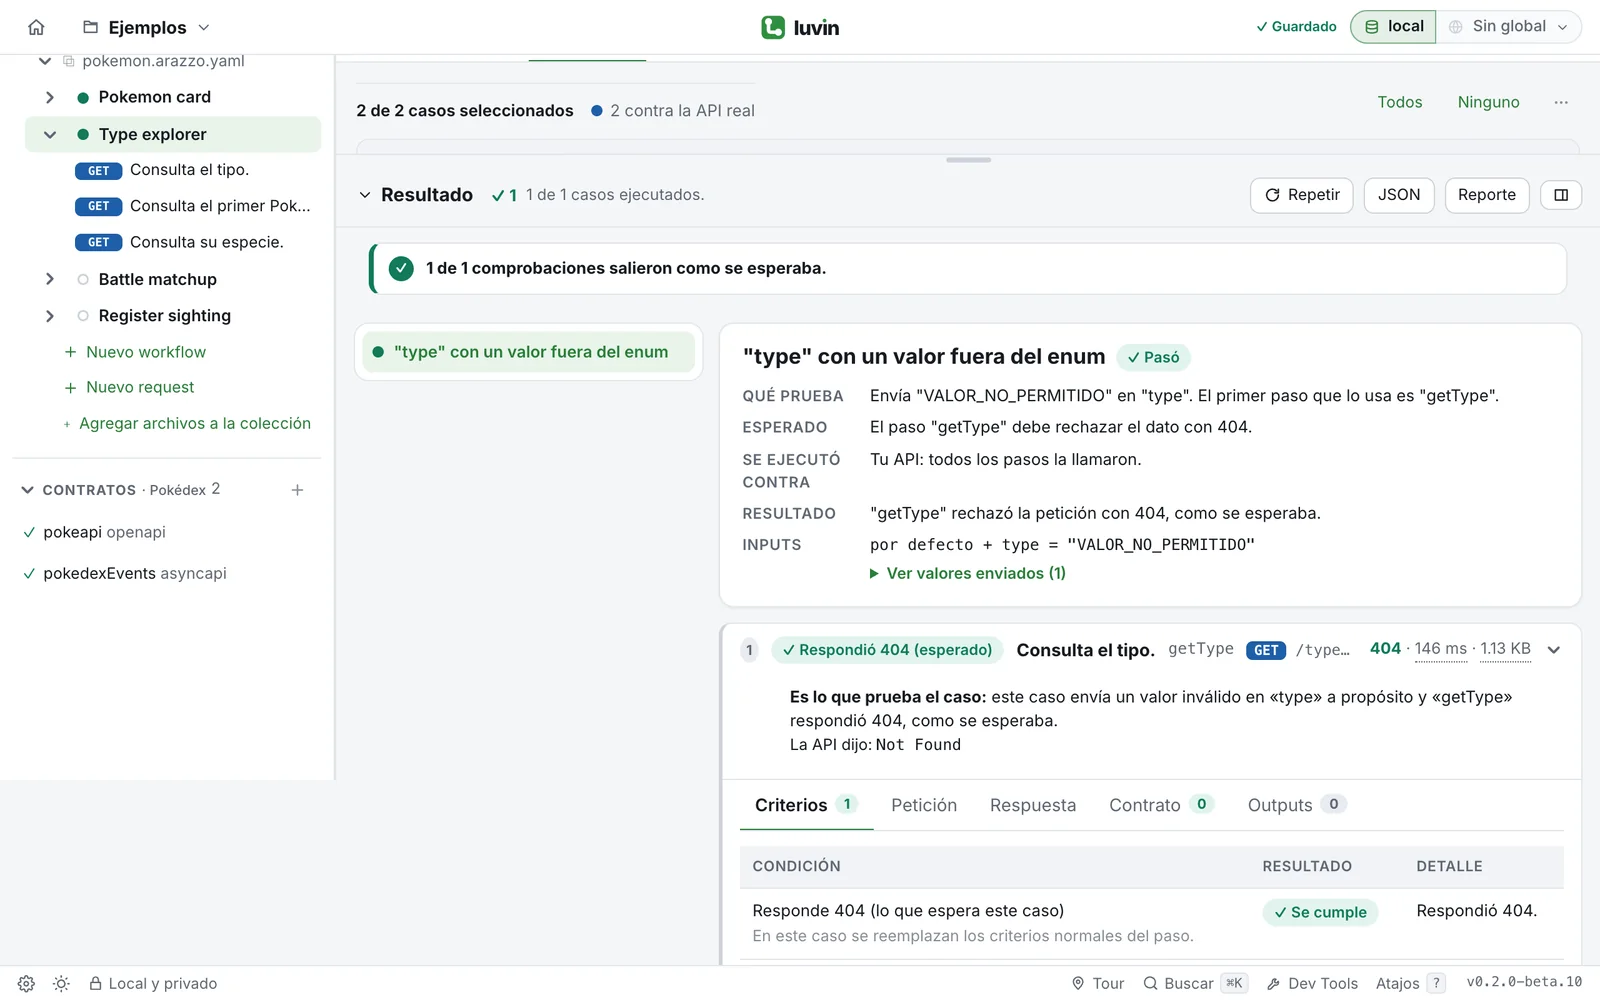 Ejemplos
luvin
Guardado
local
Sin global
pokemon.arazzo.yaml
Pokemon card
Type explorer
GET Consulta el tipo.
GET Consulta el primer Pok...
GET Consulta su especie.
Battle matchup
Register sighting
+ Nuevo workflow
+ Nuevo request
+ Agregar archivos a la colección
CONTRATOS · Pokédex 2 +
pokeapi openapi
pokedexEvents asyncapi
2 de 2 casos seleccionados 2 contra la API real
Todos Ninguno ···
Resultado ✓ 1 1 de 1 casos ejecutados.
Repetir JSON Reporte
1 de 1 comprobaciones salieron como se esperaba.
"type" con un valor fuera del enum
"type" con un valor fuera del enum ✓ Pasó
QUÉ PRUEBA Envía "VALOR_NO_PERMITIDO" en "type". El primer paso que lo usa es "getType".
ESPERADO El paso "getType" debe rechazar el dato con 404.
SE EJECUTÓ CONTRA Tu API: todos los pasos la llamaron.
RESULTADO "getType" rechazó la petición con 404, como se esperaba.
INPUTS por defecto + type = "VALOR_NO_PERMITIDO"
▶ Ver valores enviados (1)
1 ✓ Respondió 404 (esperado) Consulta el tipo. getType GET /type… 404 · 146 ms · 1.13 KB
Es lo que prueba el caso: este caso envía un valor inválido en «type» a propósito y «getType»
respondió 404, como se esperaba.
La API dijo: Not Found
Criterios 1 Petición Respuesta Contrato 0 Outputs 0
CONDICIÓN RESULTADO DETALLE
Responde 404 (lo que espera este caso) ✓ Se cumple Respondió 404.
En este caso se reemplazan los criterios normales del paso.
Local y privado
Tour Buscar ⌘K Dev Tools Atajos ? v0.2.0-beta.10